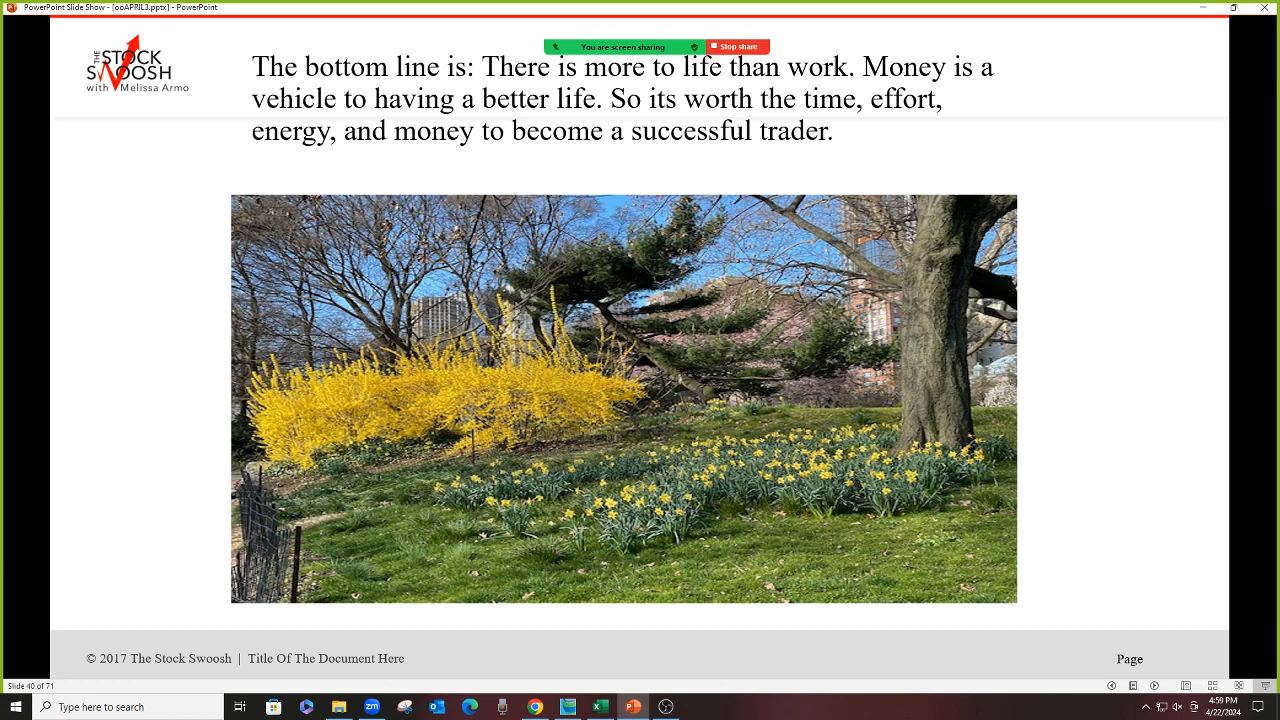 PowerPoint Slide Show - [ooAPRIL3.pptx] - PowerPoint
You are screen sharing
Stop share
THE STOCK
SWOOSH
with Melissa Armo
The bottom line is: There is more to life than work. Money is a
vehicle to having a better life. So its worth the time, effort,
energy, and money to become a successful trader.
© 2017 The Stock Swoosh | Title Of The Document Here
Page
Slide 40 of 71
Type here to search
4:59 PM
4/22/2024